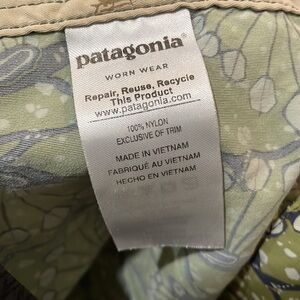 patagonia®
WORN WEAR
Repair, Reuse, Recycle
This Product
www.patagonia.com
100% NYLON
EXCLUSIVE OF TRIM
MADE IN VIETNAM
FABRIQUÉ AU VIETNAM
HECHO EN VIETNAM